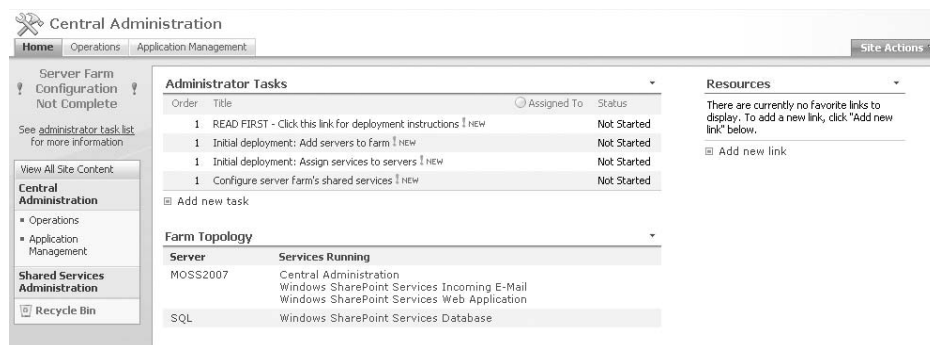 Central Administration
Home Operations Application Management
Site Actions
Server Farm
Configuration
Not Complete
See administrator task list
for more information
View All Site Content
Central
Administration
Operations
Application
Management
Shared Services
Administration
Recycle Bin
Administrator Tasks
Order Title Assigned To Status
1 READ FIRST - Click this link for deployment instructions ! NEW Not Started
1 Initial deployment: Add servers to farm ! NEW Not Started
1 Initial deployment: Assign services to servers ! NEW Not Started
1 Configure server farm's shared services ! NEW Not Started
Add new task
Farm Topology
Server Services Running
MOSS2007 Central Administration
Windows SharePoint Services Incoming E-Mail
Windows SharePoint Services Web Application
SQL Windows SharePoint Services Database
Resources
There are currently no favorite links to
display. To add a new link, click "Add new
link" below.
Add new link